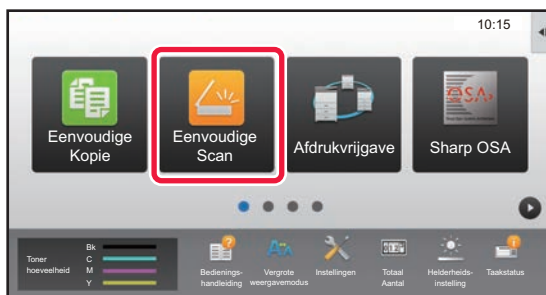 10:15
Eenvoudige
Kopie
Eenvoudige
Scan
Afdrukvrijgave
OSA
Sharp OSA
Toner
hoeveelheid
Bk
C
M
Y
Bedienings-
handleiding
Vergrote
weergavemodus
Instellingen
Totaal
Aantal
Helderheids-
instelling
Taakstatus